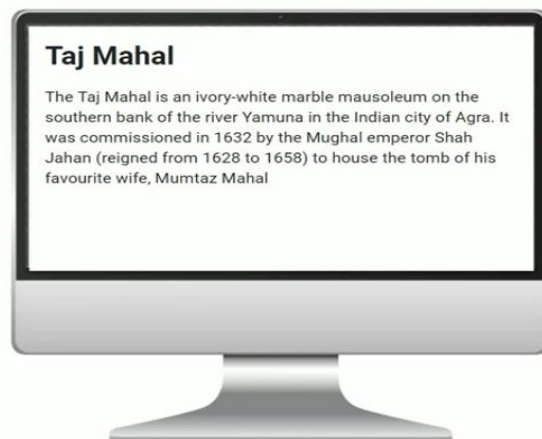 Taj Mahal
The Taj Mahal is an ivory-white marble mausoleum on the
southern bank of the river Yamuna in the Indian city of Agra. It
was commissioned in 1632 by the Mughal emperor Shah
Jahan (reigned from 1628 to 1658) to house the tomb of his
favourite wife, Mumtaz Mahal